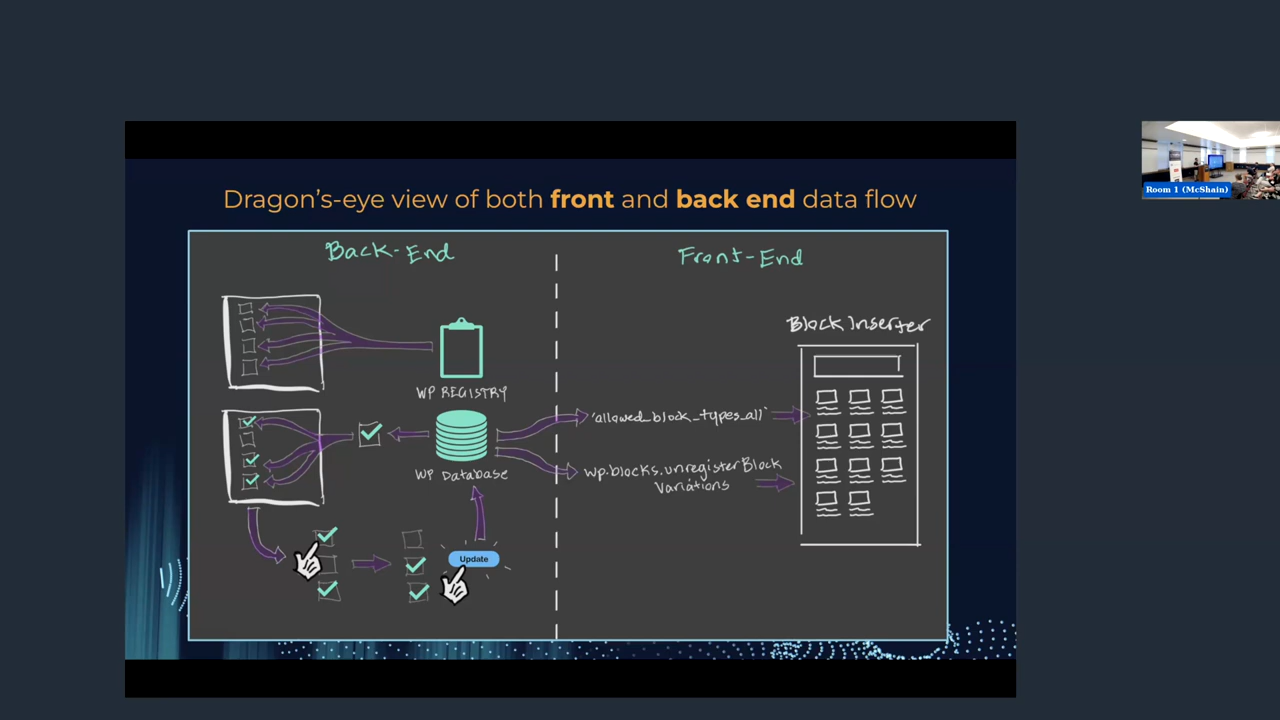 Dragon's-eye view of both front and back end data flow
Back-End
Front-End
Block Inserter
WP REGISTRY
'allowed_block_types_all'
WP Database
wp.blocks.unregisterBlock
Variations
Update
Room 1 (McShain)